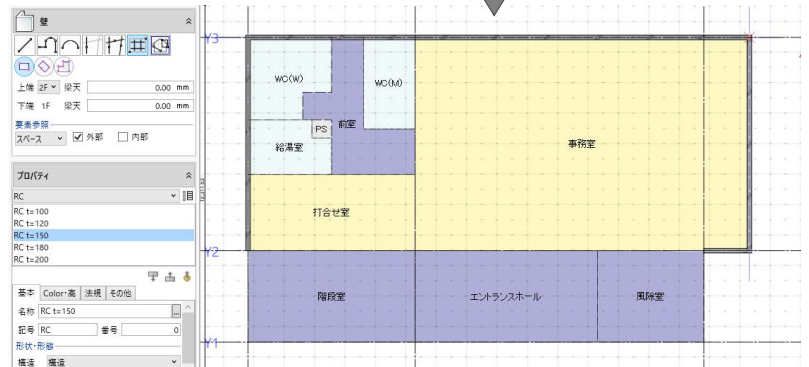 壁
上端 2F 梁天 0.00 mm
下端 1F 梁天 0.00 mm
要素参照
スペース 外部 内部
プロパティ
RC
RC t=100
RC t=120
RC t=150
RC t=180
RC t=200
基本 Color・高 法規 その他
名称 RC t=150 ...
記号 RC 番号 0
形状・形態
構造 構造
Y3
WC(W)
WC(M)
PS
前室
給湯室
事務室
打合せ室
Y2
階段室
エントランスホール
風除室
Y1